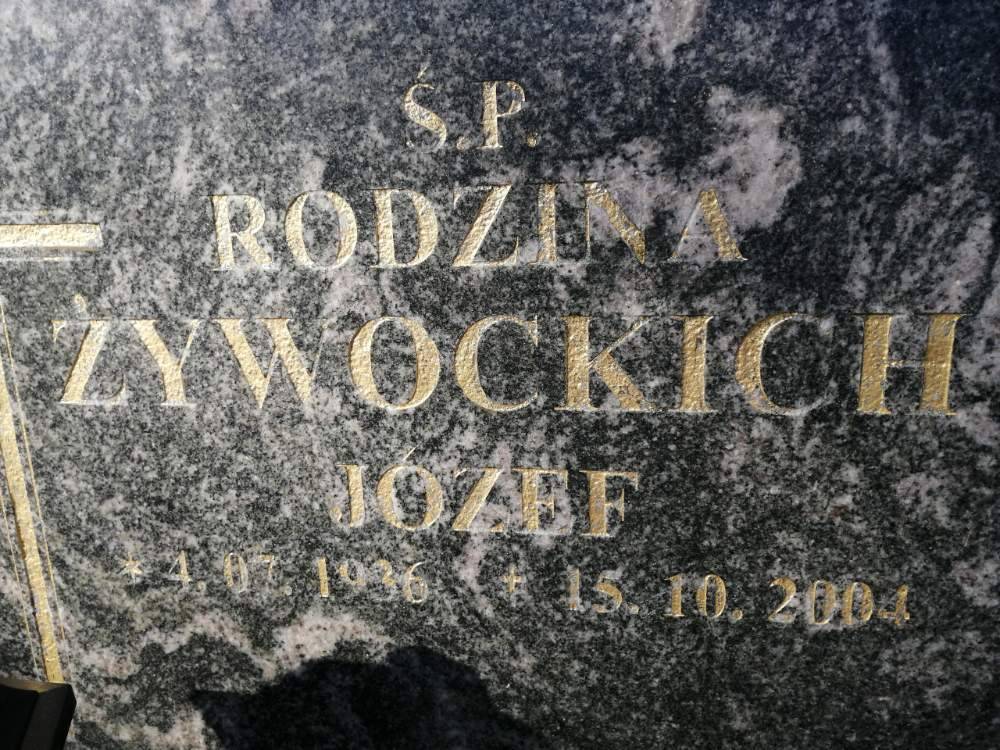 Ś.P.
RODZINA
ŻYWOCKICH
JÓZEF
* 4. 07. 1936 + 15. 10. 2004